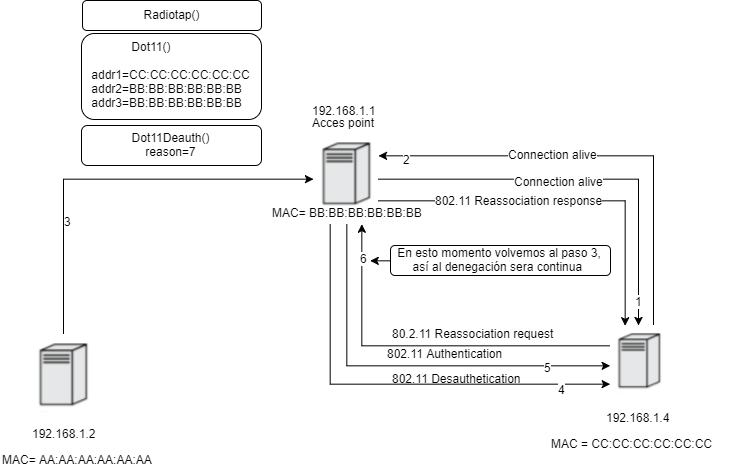 Radiotap()
Dot11()
addr1=CC:CC:CC:CC:CC:CC
addr2=BB:BB:BB:BB:BB:BB
addr3=BB:BB:BB:BB:BB:BB
Dot11Deauth()
reason=7
192.168.1.1
Acces point
2
Connection alive
Connection alive
802.11 Reassociation response
MAC= BB:BB:BB:BB:BB:BB
3
6
En esto momento volvemos al paso 3,
así al denegación sera continua
1
80.2.11 Reassociation request
802.11 Authentication
5
802.11 Desauthetication
4
192.168.1.4
MAC = CC:CC:CC:CC:CC:CC
192.168.1.2
MAC= AA:AA:AA:AA:AA:AA